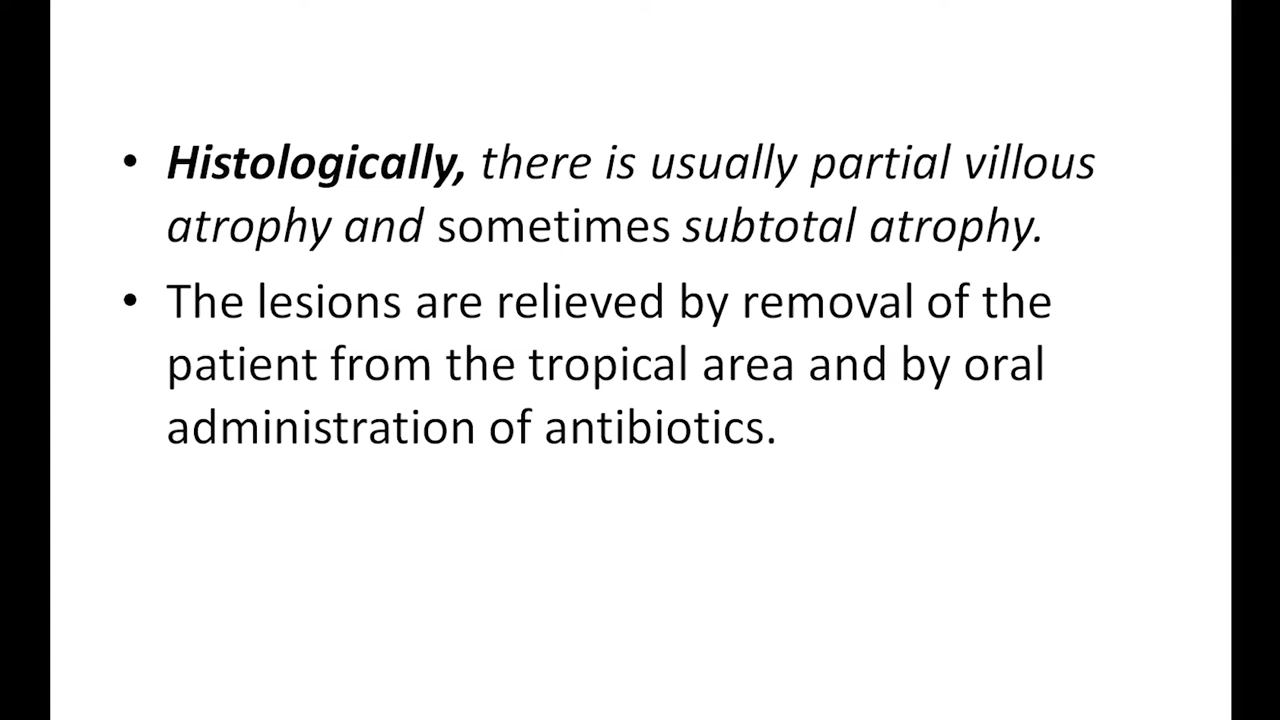 • Histologically, there is usually partial villous
atrophy and sometimes subtotal atrophy.
• The lesions are relieved by removal of the
patient from the tropical area and by oral
administration of antibiotics.